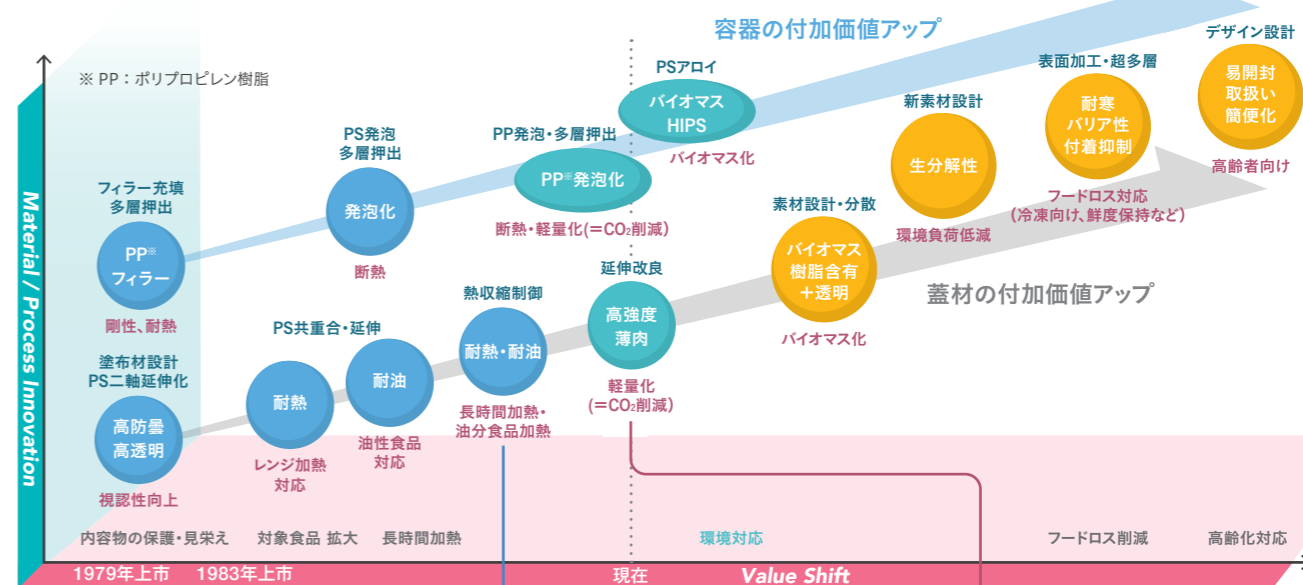 容器の付加価値アップ
デザイン設計
易開封
取扱い
簡便化
高齢者向け
※ PP：ポリプロピレン樹脂
PSアロイ
バイオマス
HIPS
バイオマス化
表面加工・超多層
耐寒
バリア性
付着抑制
フードロス対応
（冷凍向け、鮮度保持など）
新素材設計
生分解性
環境負荷低減
PP発泡・多層押出
PP※発泡化
断熱・軽量化(＝CO₂削減)
PS発泡
多層押出
発泡化
断熱
フィラー充填
多層押出
PP※
フィラー
剛性、耐熱
素材設計・分散
バイオマス
樹脂含有
＋透明
バイオマス化
蓋材の付加価値アップ
延伸改良
高強度
薄肉
軽量化
(＝CO₂削減)
熱収縮制御
耐熱・耐油
長時間加熱・
油分食品加熱
PS共重合・延伸
耐熱
レンジ加熱
対応
耐油
油性食品
対応
塗布材設計
PS二軸延伸化
高防曇
高透明
視認性向上
Material / Process Innovation
内容物の保護・見栄え
対象食品 拡大
長時間加熱
環境対応
フードロス削減
高齢化対応
1979年上市
1983年上市
現在
Value Shift